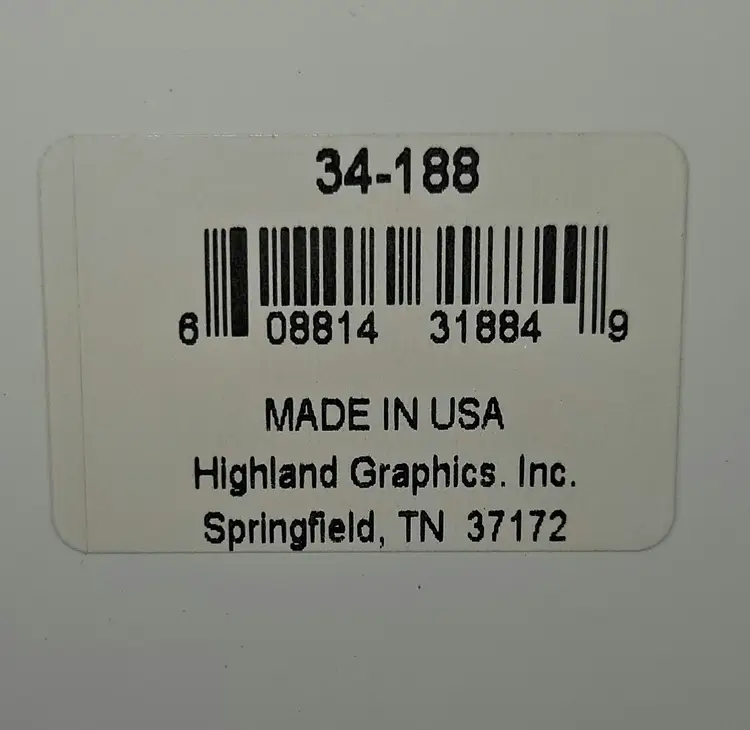 34-188
6 08814 31884 9
MADE IN USA
Highland Graphics. Inc.
Springfield, TN 37172